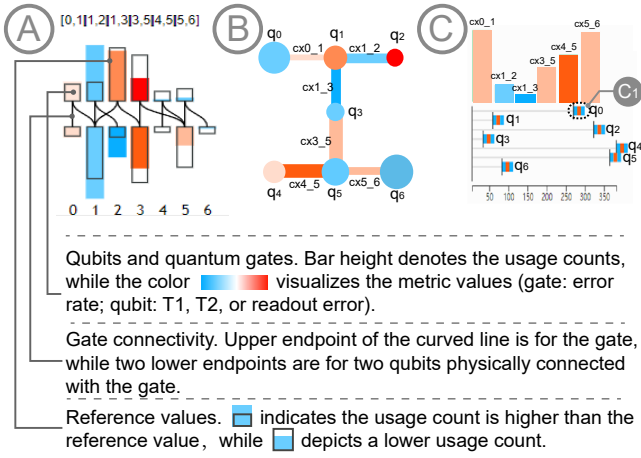 A
[0,1]|1,2]|1,3]|3,5]|4,5]|5,6]
0 1 2 3 4 5 6
B
q0 q1 q2
cx0_1 cx1_2
cx1_3
q3
cx3_5
q4 cx4_5 q5 cx5_6 q6
C
cx0_1 cx5_6
cx4_5
cx3_5
cx1_2
cx1_3
C1
q0
q1
q2
q3
q4
q5
q6
50 100 150 200 250 300 350
Qubits and quantum gates. Bar height denotes the usage counts,
while the color visualizes the metric values (gate: error
rate; qubit: T1, T2, or readout error).
Gate connectivity. Upper endpoint of the curved line is for the gate,
while two lower endpoints are for two qubits physically connected
with the gate.
Reference values. indicates the usage count is higher than the
reference value, while depicts a lower usage count.